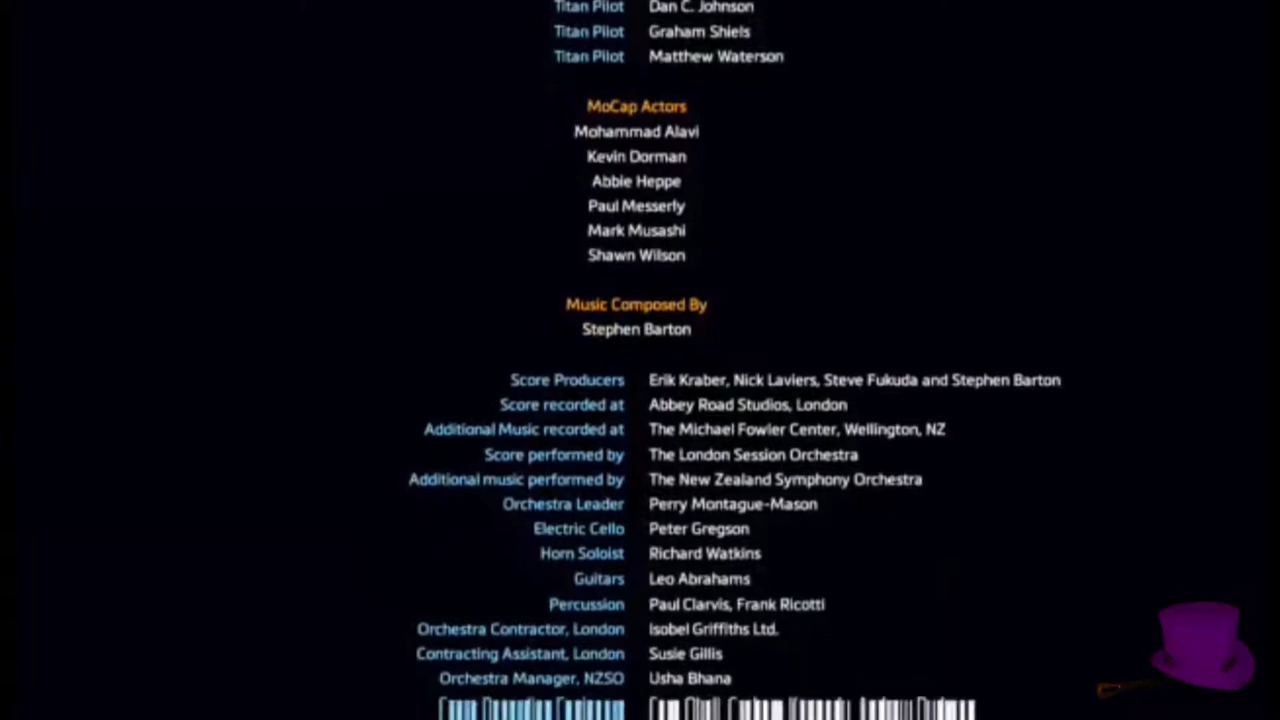 Titan Pilot Dan C. Johnson
Titan Pilot Graham Shiels
Titan Pilot Matthew Waterson
MoCap Actors
Mohammad Alavi
Kevin Dorman
Abbie Heppe
Paul Messerly
Mark Musashi
Shawn Wilson
Music Composed By
Stephen Barton
Score Producers Erik Kraber, Nick Laviers, Steve Fukuda and Stephen Barton
Score recorded at Abbey Road Studios, London
Additional Music recorded at The Michael Fowler Center, Wellington, NZ
Score performed by The London Session Orchestra
Additional music performed by The New Zealand Symphony Orchestra
Orchestra Leader Perry Montague-Mason
Electric Cello Peter Gregson
Horn Soloist Richard Watkins
Guitars Leo Abrahams
Percussion Paul Clarvis, Frank Ricotti
Orchestra Contractor, London Isobel Griffiths Ltd.
Contracting Assistant, London Susie Gillis
Orchestra Manager, NZSO Usha Bhana